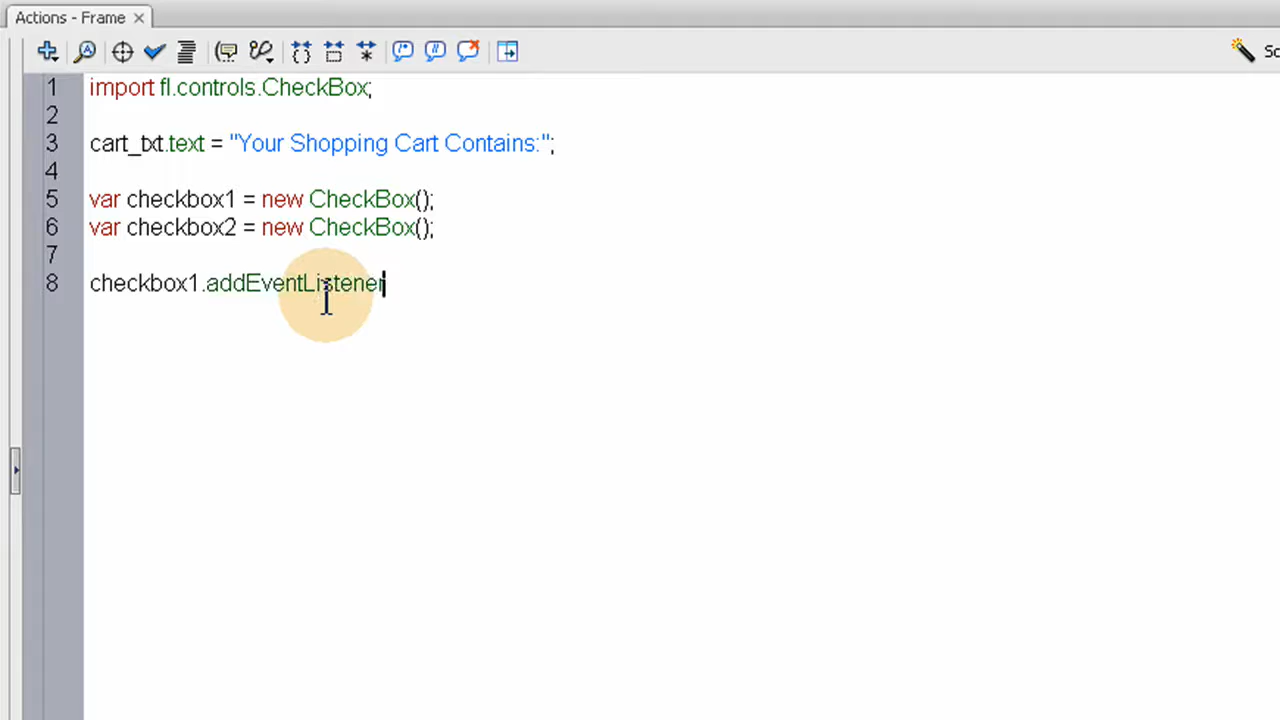 Actions - Frame
Sc
1 import fl.controls.CheckBox;
2
3 cart_txt.text = "Your Shopping Cart Contains:";
4
5 var checkbox1 = new CheckBox();
6 var checkbox2 = new CheckBox();
7
8 checkbox1.addEventListener